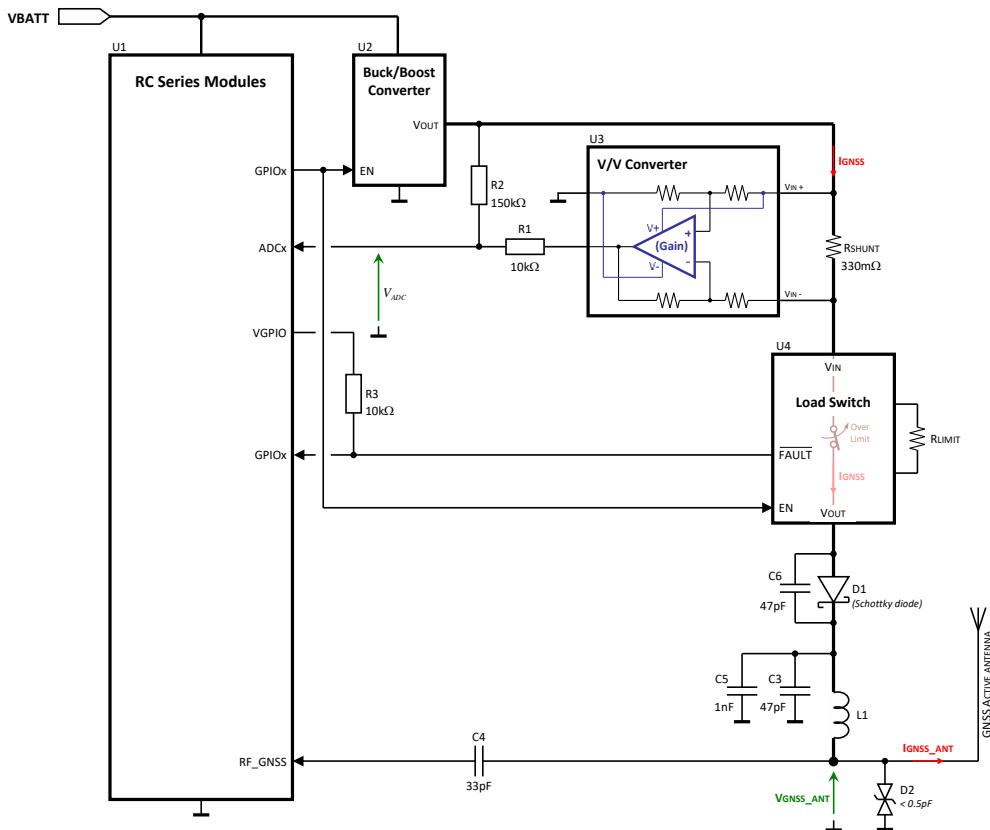 VBATT
U1
U2
RC Series Modules
Buck/Boost
Converter
VOUT
U3
V/V Converter
IGNSS
GPIOx
EN
R2
150kΩ
VIN +
V+
+
(Gain)
-
V-
R1
10kΩ
ADCx
RSHUNT
330mΩ
VADC
VIN -
VGPIO
U4
VIN
R3
10kΩ
Load Switch
Over
Limit
RLIMIT
GPIOx
FAULT
IGNSS
EN
VOUT
C6
47pF
D1
(Schottky diode)
C5
1nF
C3
47pF
L1
GNSS ACTIVE ANTENNA
C4
33pF
RF_GNSS
IGNSS_ANT
VGNSS_ANT
D2
< 0.5pF